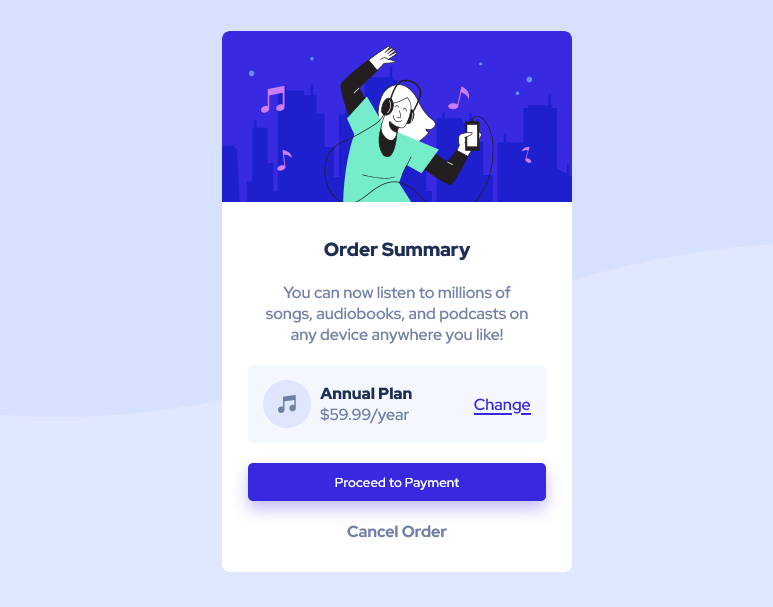 Order Summary
You can now listen to millions of
songs, audiobooks, and podcasts on
any device anywhere you like!
Annual Plan
$59.99/year
Change
Proceed to Payment
Cancel Order